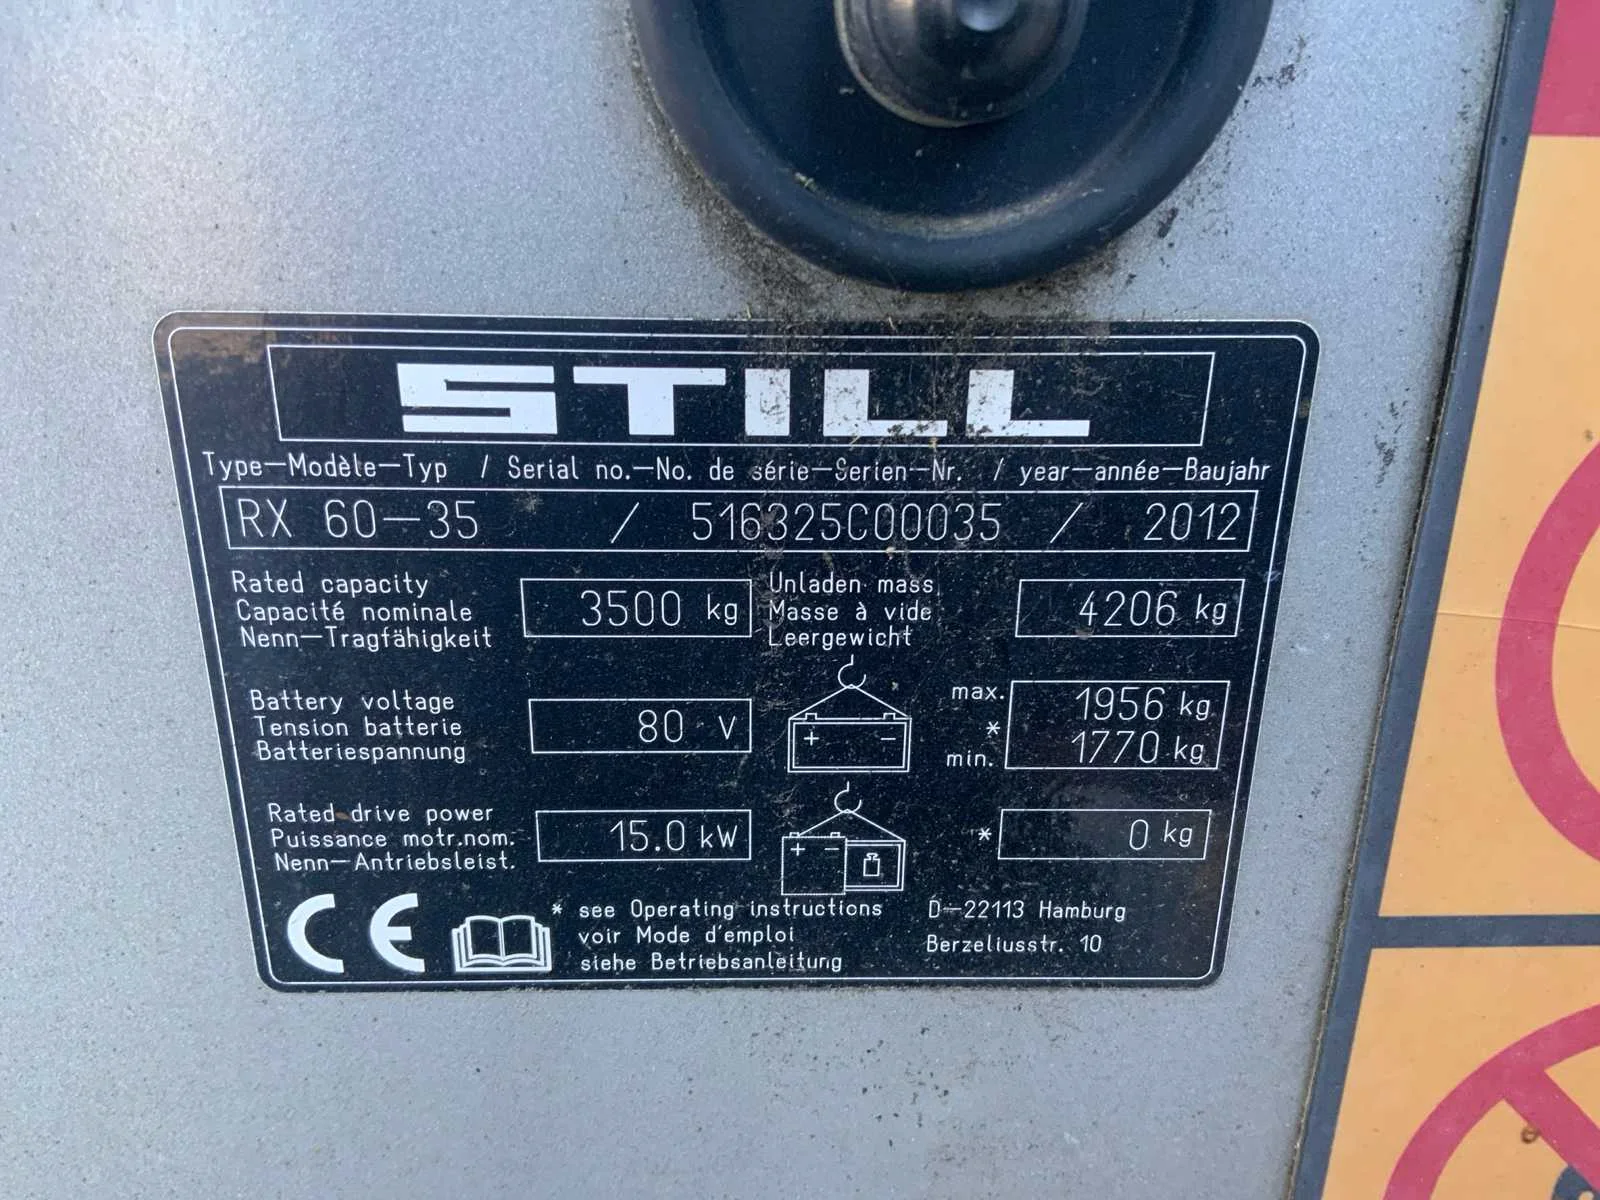 STILL
Type-Modèle-Typ / Serial no.-No. de série-Serien-Nr. / year-année-Baujahr
RX 60-35 / 516325C00035 / 2012
Rated capacity
Capacité nominale
Nenn-Tragfähigkeit
3500 kg
Unladen mass
Masse à vide
Leergewicht
4206 kg
Battery voltage
Tension batterie
Batteriespannung
80 V
+ -
max.
*
min.
1956 kg
1770 kg
Rated drive power
Puissance motr.nom.
Nenn-Antriebsleist.
15.0 kW
+ -
*
0 kg
CE
* see Operating instructions
voir Mode d'emploi
siehe Betriebsanleitung
D-22113 Hamburg
Berzeliusstr. 10